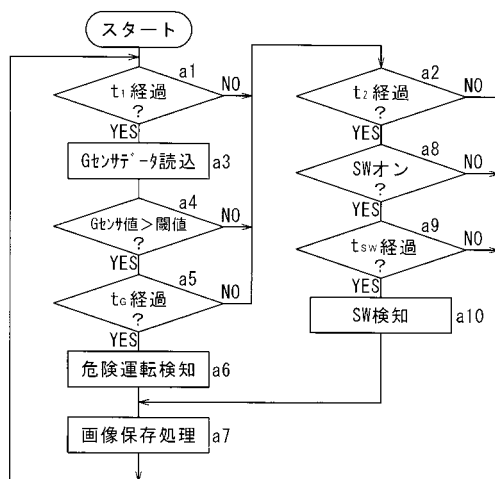 スタート
a1
t₁経過
?
NO
YES
Gｾﾝｻﾃﾞｰﾀ読込
a3
a4
Gｾﾝｻ値>閾値
?
NO
YES
a5
tG経過
?
NO
YES
危険運転検知
a6
画像保存処理
a7
a2
t₂経過
?
NO
YES
a8
SWオン
?
NO
YES
a9
tSW経過
?
NO
YES
SW検知
a10